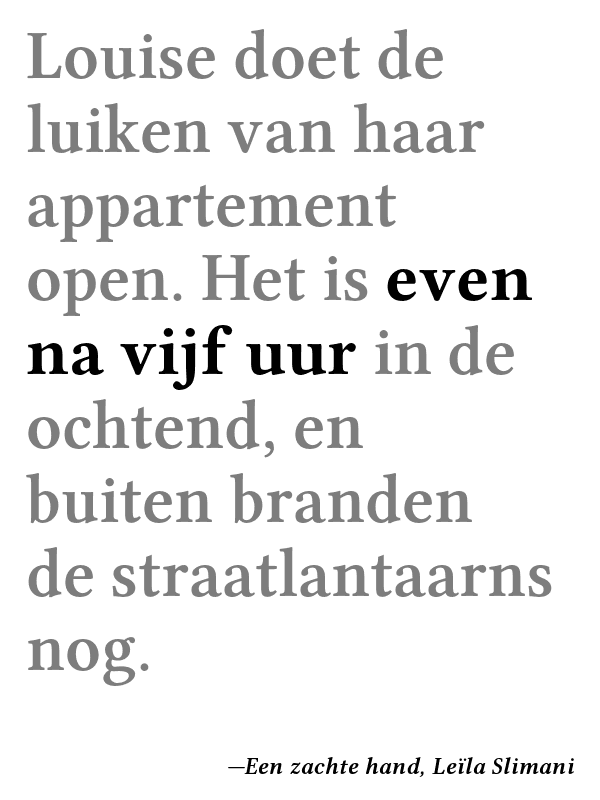 Louise doet de
luiken van haar
appartement
open. Het is even
na vijf uur in de
ochtend, en
buiten branden
de straatlantaarns
nog.
—Een zachte hand, Leïla Slimani